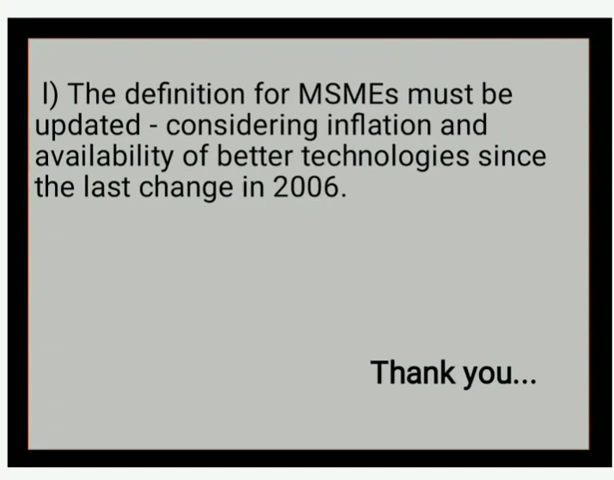 l) The definition for MSMEs must be
updated - considering inflation and
availability of better technologies since
the last change in 2006.
Thank you...